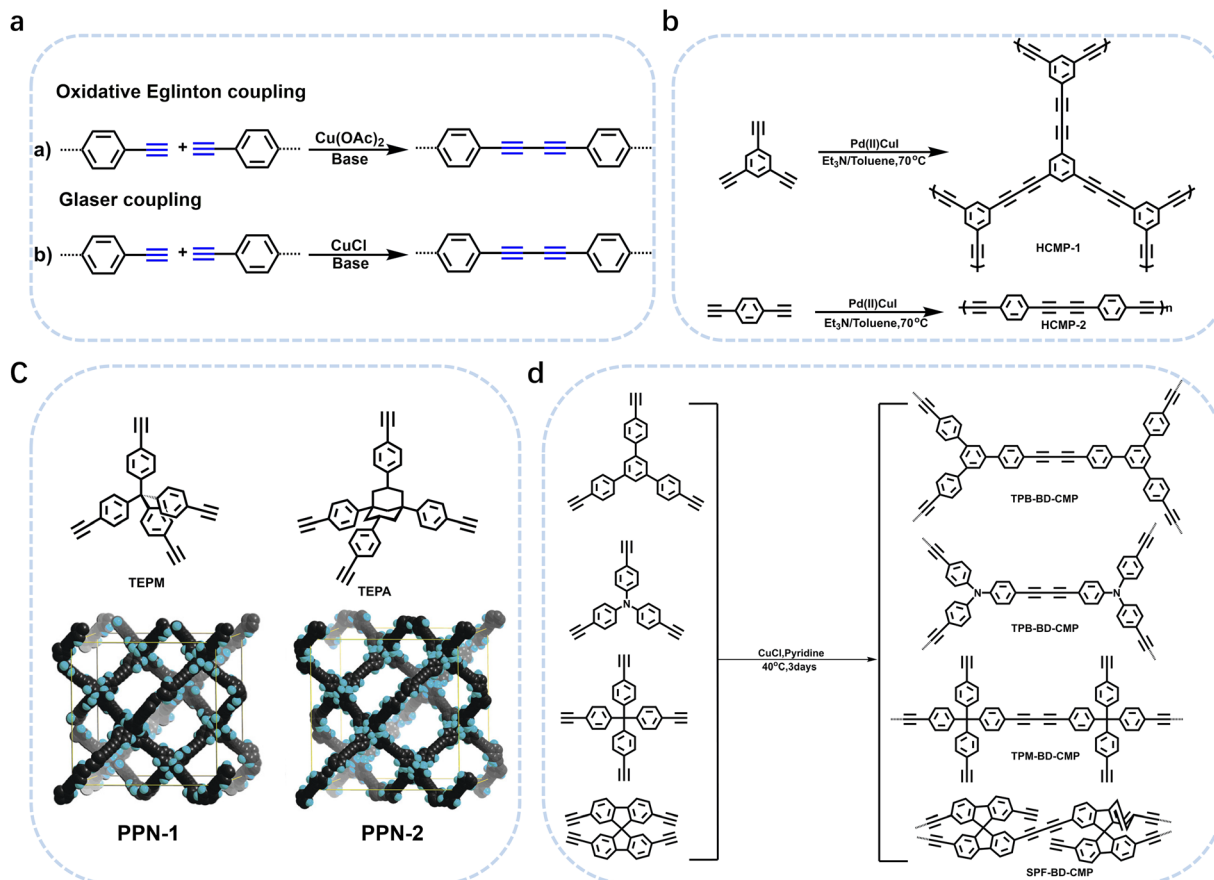 a
Oxidative Eglinton coupling
a)
+
Cu(OAc)2
Base
Glaser coupling
b)
+
CuCl
Base
b
Pd(II)CuI
Et3N/Toluene,70°C
HCMP-1
Pd(II)CuI
Et3N/Toluene,70°C
n
HCMP-2
C
TEPM
TEPA
PPN-1
PPN-2
d
N
CuCl,Pyridine
40°C,3days
TPB-BD-CMP
N
N
TPB-BD-CMP
TPM-BD-CMP
SPF-BD-CMP